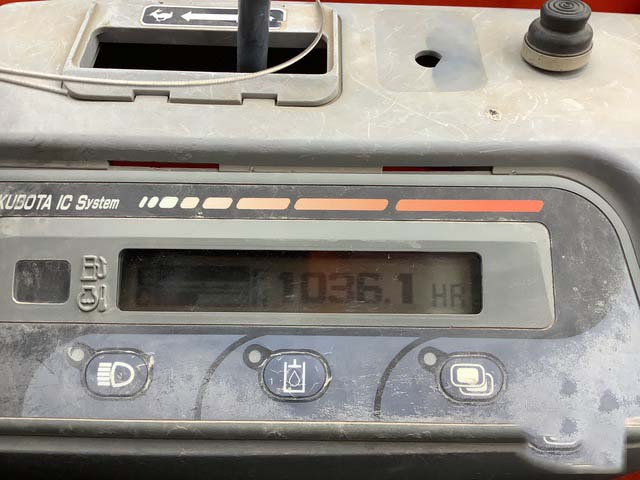 KUBOTA IC System
1036.1 HR